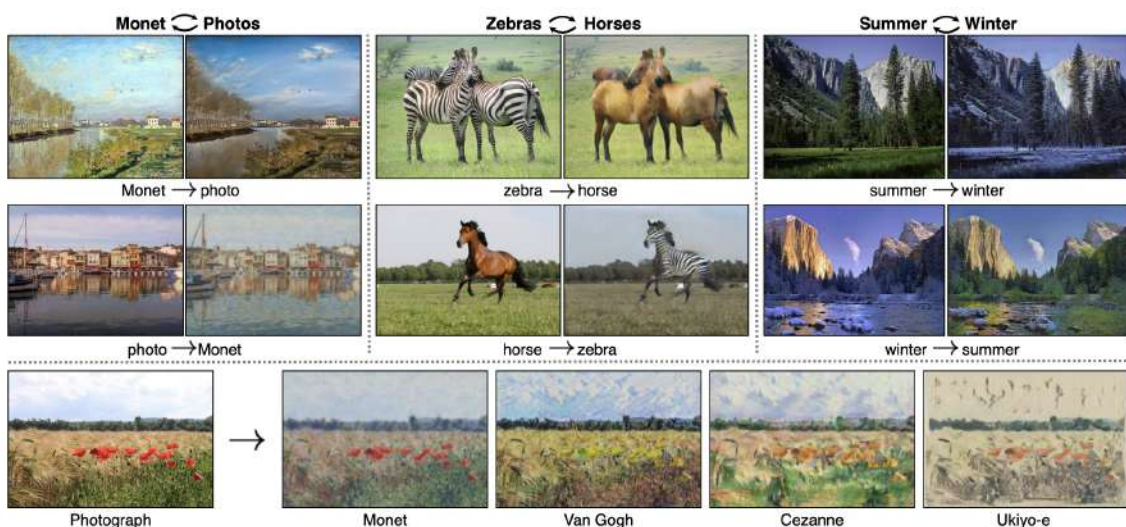 Monet Photos
Zebras Horses
Summer Winter
Monet → photo
zebra → horse
summer → winter
photo → Monet
horse → zebra
winter → summer
→
Photograph
Monet
Van Gogh
Cezanne
Ukiyo-e